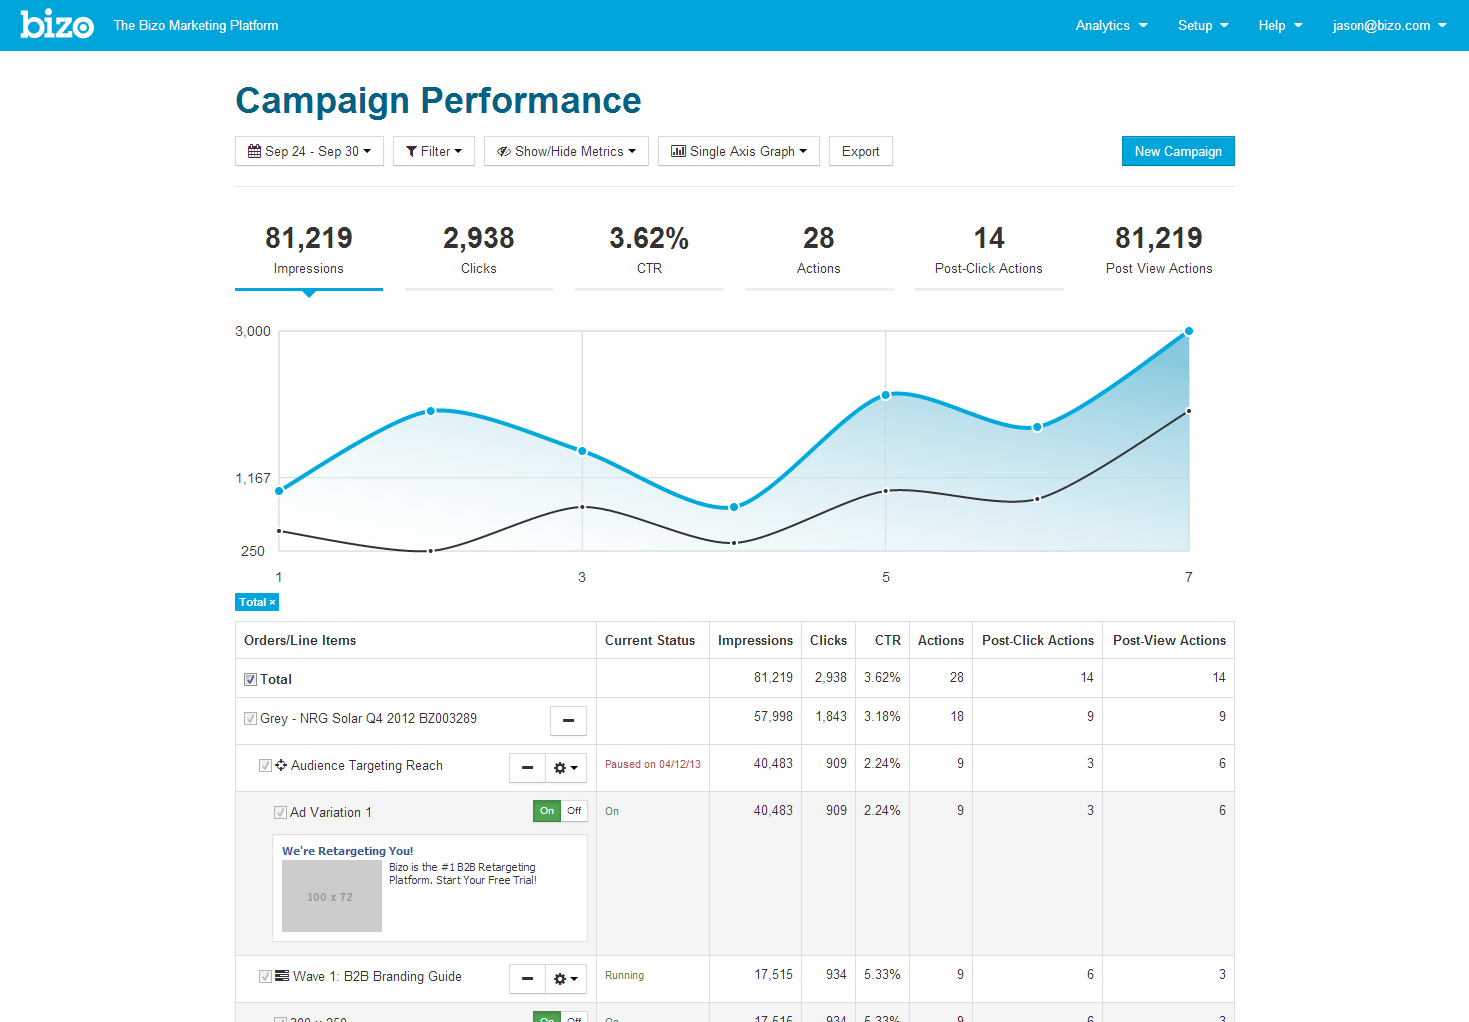 bizo The Bizo Marketing Platform Analytics Setup Help jason@bizo.com
Campaign Performance
Sep 24 - Sep 30 Filter Show/Hide Metrics Single Axis Graph Export New Campaign
81,219 2,938 3.62% 28 14 81,219
Impressions Clicks CTR Actions Post-Click Actions Post View Actions
3,000
1,167
250
1 3 5 7
Total ×
Orders/Line Items Current Status Impressions Clicks CTR Actions Post-Click Actions Post-View Actions
Total 81,219 2,938 3.62% 28 14 14
Grey - NRG Solar Q4 2012 BZ003289 57,998 1,843 3.18% 18 9 9
Audience Targeting Reach Paused on 04/12/13 40,483 909 2.24% 9 3 6
Ad Variation 1 On Off On 40,483 909 2.24% 9 3 6
We're Retargeting You!
Bizo is the #1 B2B Retargeting
Platform. Start Your Free Trial!
100 x 72
Wave 1: B2B Branding Guide Running 17,515 934 5.33% 9 6 3
300 x 250 On Off On 17,515 934 5.33% 9 6 3